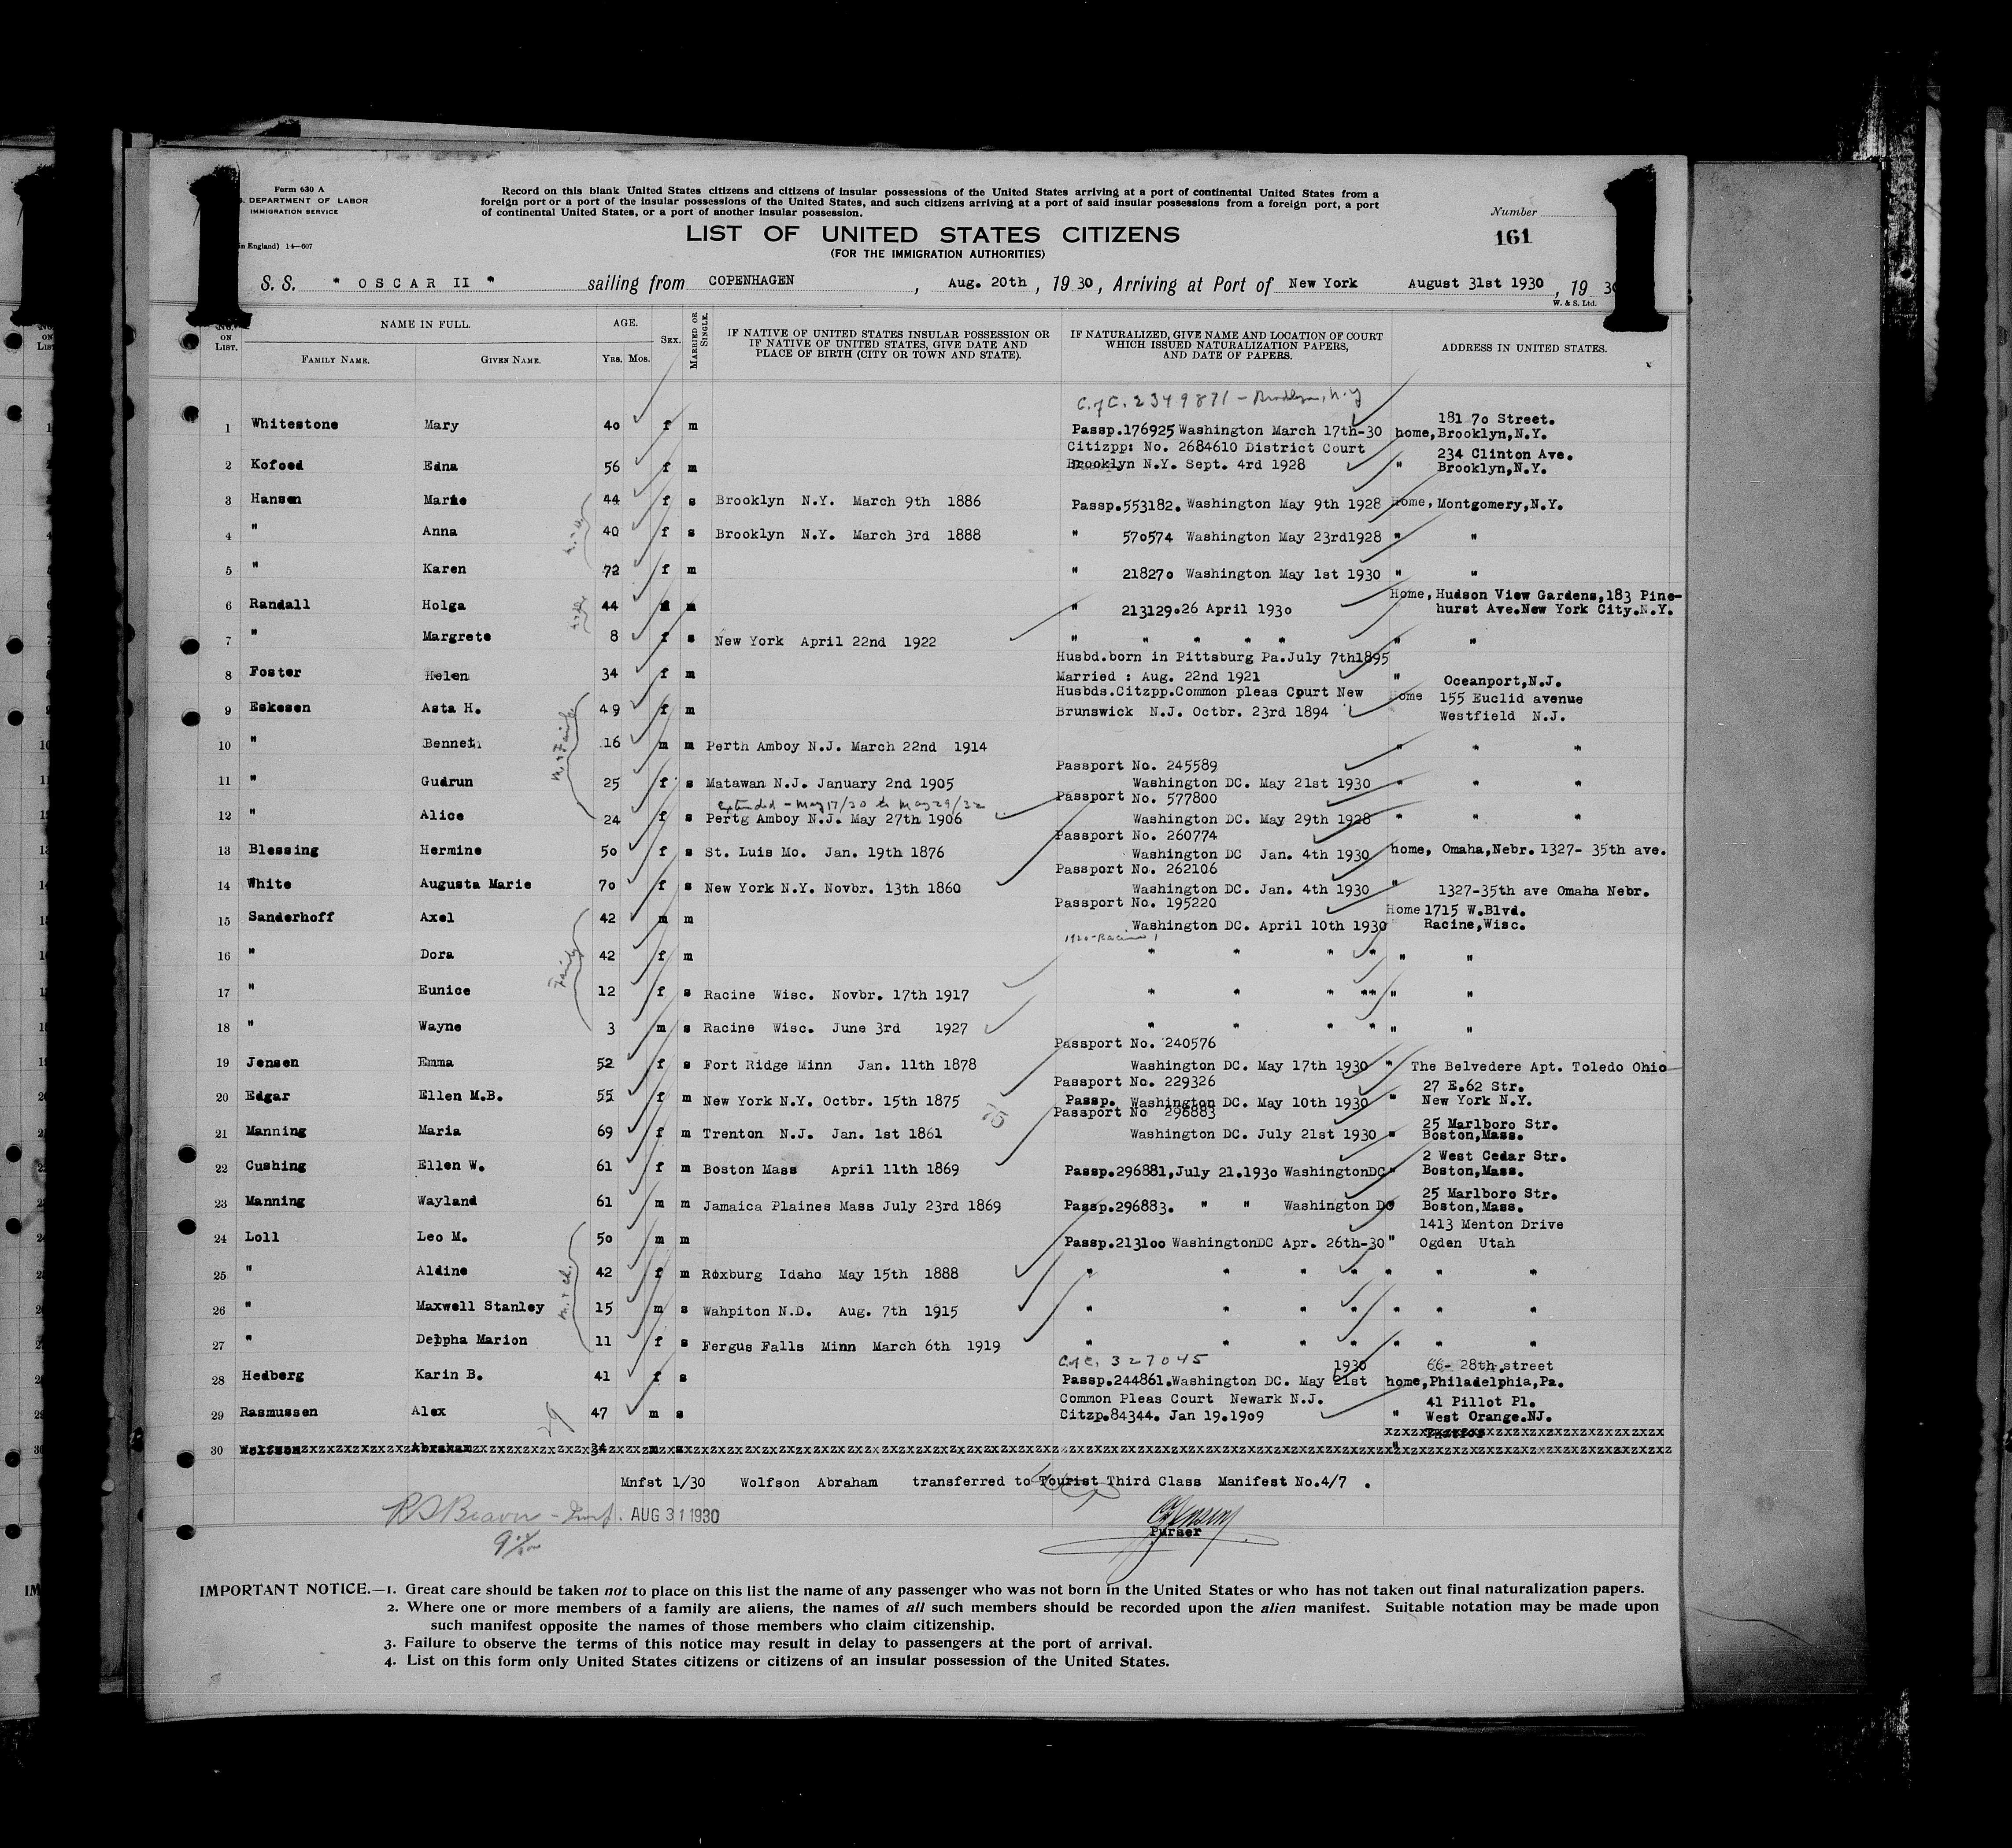 Form 630 A
DEPARTMENT OF LABOR
IMMIGRATION SERVICE
in England) 14—607
Record on this blank United States citizens and citizens of insular possessions of the United States arriving at a port of continental United States from a
foreign port or a port of the insular possessions of the United States, and such citizens arriving at a port of said insular possessions from a foreign port, a port
of continental United States, or a port of another insular possession.
LIST OF UNITED STATES CITIZENS
(FOR THE IMMIGRATION AUTHORITIES)
Number
161
S. S. " OSCAR II " sailing from COPENHAGEN , Aug. 20th , 19 30 , Arriving at Port of New York August 31st 1930 , 19 30
W. & S. Ltd.
No. ON LIST. NAME IN FULL. FAMILY NAME. GIVEN NAME. AGE. YRS. MOS. SEX. MARRIED OR SINGLE.
IF NATIVE OF UNITED STATES INSULAR POSSESSION OR IF NATIVE OF UNITED STATES, GIVE DATE AND PLACE OF BIRTH (CITY OR TOWN AND STATE).
IF NATURALIZED, GIVE NAME AND LOCATION OF COURT WHICH ISSUED NATURALIZATION PAPERS, AND DATE OF PAPERS.
ADDRESS IN UNITED STATES.
C. of C. 2349871 - Brooklyn, N.Y
1 Whitestone Mary 40 f m Passp.176925 Washington March 17th-30 home, 181 70 Street. Brooklyn,N.Y.
Citizpp: No. 2684610 District Court
2 Kofoed Edna 56 f m Brooklyn N.Y. Sept. 4rd 1928 " 234 Clinton Ave. Brooklyn,N.Y.
3 Hansen Marie 44 f s Brooklyn N.Y. March 9th 1886 Passp.553182. Washington May 9th 1928 Home, Montgomery,N.Y.
4 " Anna 40 f s Brooklyn N.Y. March 3rd 1888 " 570574 Washington May 23rd1928 " "
5 " Karen 72 f m " 218270 Washington May 1st 1930 " "
6 Randall Holga 44 m " 213129.26 April 1930 Home, Hudson View Gardens,183 Pine-
hurst Ave.New York City.N.Y.
7 " Margrete 8 f s New York April 22nd 1922 " " " " " " "
Husbd.born in Pittsburg Pa.July 7th1895
8 Foster Helen 34 f m Married : Aug. 22nd 1921 " Oceanport,N.J.
Husbds.Citzpp.Common pleas Court New
9 Eskesen Asta H. 49 f m Brunswick N.J. Octbr. 23rd 1894 Home 155 Euclid avenue
Westfield N.J.
10 " Bennet 16 m m Perth Amboy N.J. March 22nd 1914 " " "
Passport No. 245589
11 " Gudrun 25 f s Matawan N.J. January 2nd 1905 Washington DC. May 21st 1930 " " "
Extended - May 17/30 to May 29/32 Passport No. 577800
12 " Alice 24 f s Pertg Amboy N.J. May 27th 1906 Washington DC. May 29th 1928 " " "
Passport No. 260774
13 Blessing Hermine 50 f s St. Luis Mo. Jan. 19th 1876 Washington DC Jan. 4th 1930 home, Omaha,Nebr. 1327- 35th ave.
Passport No. 262106
14 White Augusta Marie 70 f s New York N.Y. Novbr. 13th 1860 Washington DC. Jan. 4th 1930 " 1327-35th ave Omaha Nebr.
Passport No. 195220
15 Sanderhoff Axel 42 m m Washington DC. April 10th 1930 Home 1715 W.Blvd.
Racine,Wisc.
1920-Racine
16 " Dora 42 f m " " " " " "
17 " Eunice 12 f s Racine Wisc. Novbr. 17th 1917 " " " "" " "
18 " Wayne 3 m s Racine Wisc. June 3rd 1927 " " " " " "
Passport No. 240576
19 Jensen Emma 52 f s Fort Ridge Minn Jan. 11th 1878 Washington DC. May 17th 1930 " The Belvedere Apt. Toledo Ohio
Passport No. 229326 27 E.62 Str.
20 Edgar Ellen M.B. 55 f m New York N.Y. Octbr. 15th 1875 Passp. Washington DC. May 10th 1930 " New York N.Y.
Passport No 296883 25 Marlboro Str.
21 Manning Maria 69 f m Trenton N.J. Jan. 1st 1861 Washington DC. July 21st 1930 " Boston,Mass.
2 West Cedar Str.
22 Cushing Ellen W. 61 f m Boston Mass April 11th 1869 Passp.296881,July 21.1930 WashingtonDC " Boston,Mass.
25 Marlboro Str.
23 Manning Wayland 61 m m Jamaica Plaines Mass July 23rd 1869 Passp.296883. " " Washington DC Boston,Mass.
1413 Menton Drive
24 Loll Leo M. 50 m m Passp.213100 WashingtonDC Apr. 26th-30 " Ogden Utah
25 " Aldine 42 f m Roxburg Idaho May 15th 1888 " " " " " " "
26 " Maxwell Stanley 15 m s Wahpiton N.D. Aug. 7th 1915 " " " " " " "
27 " Delpha Marion 11 f s Fergus Falls Minn March 6th 1919 " " " " " " "
C. of C. 327045 1930 66- 28th.street
28 Hedberg Karin B. 41 f s Passp.244861.Washington DC. May 21st home,Philadelphia,Pa.
Common Pleas Court Newark N.J. 41 Pillot Pl.
29 Rasmussen Alex 47 m s Citzp.84344. Jan 19.1909 " West Orange.NJ.
30 Wolfson Abraham 34 m s
Mnfst 1/30 Wolfson Abraham transferred to Tourist Third Class Manifest No.4/7 .
AUG 31 1930
Purser
IMPORTANT NOTICE.—1. Great care should be taken not to place on this list the name of any passenger who was not born in the United States or who has not taken out final naturalization papers.
2. Where one or more members of a family are aliens, the names of all such members should be recorded upon the alien manifest. Suitable notation may be made upon
such manifest opposite the names of those members who claim citizenship.
3. Failure to observe the terms of this notice may result in delay to passengers at the port of arrival.
4. List on this form only United States citizens or citizens of an insular possession of the United States.